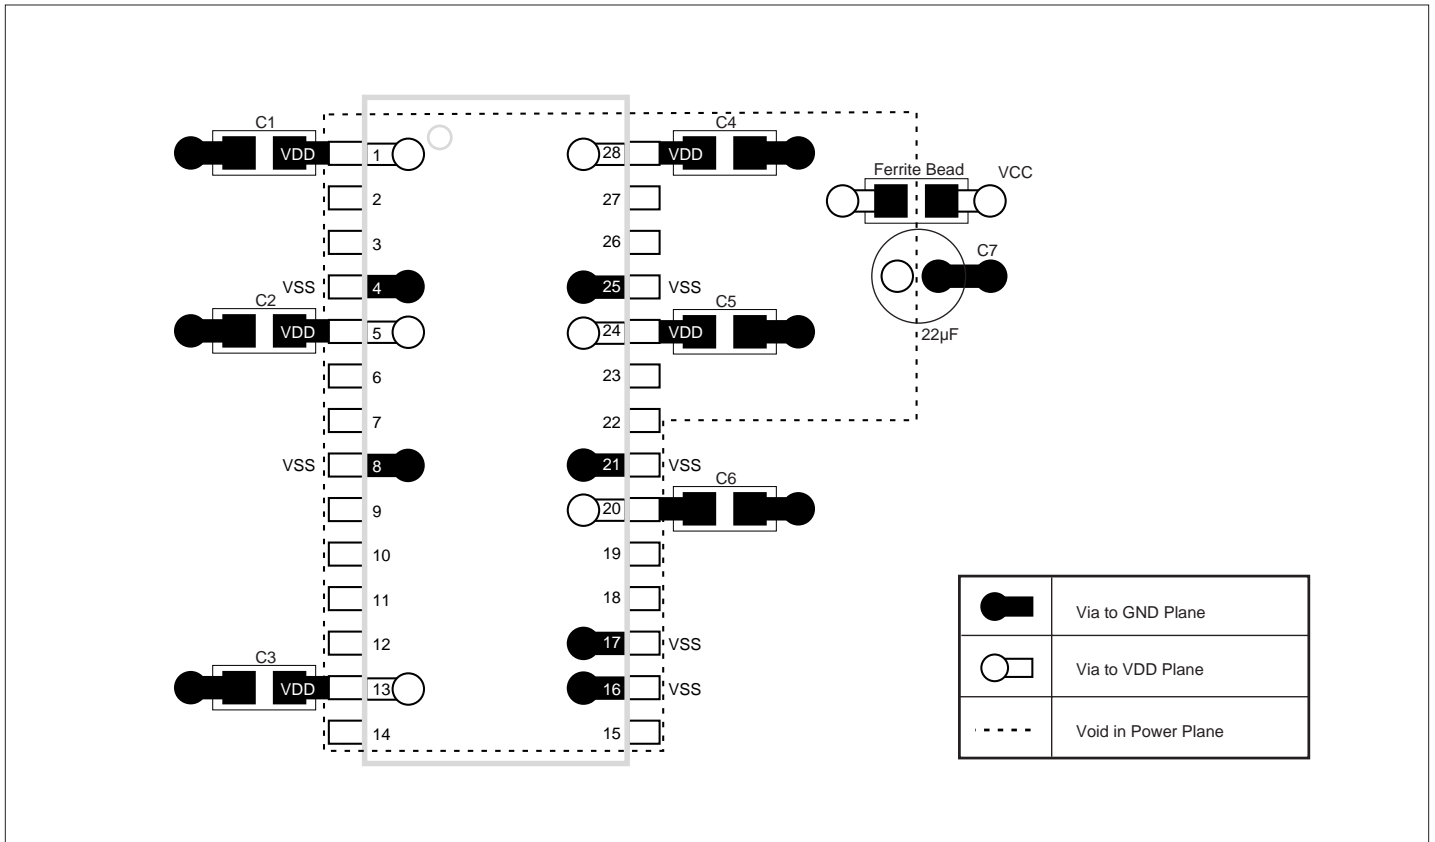 C1
C4
VDD
1
28
VDD
Ferrite Bead
VCC
2
27
3
26
C7
VSS
4
25
VSS
C2
C5
VDD
5
24
VDD
22µF
6
23
7
22
VSS
8
21
VSS
C6
9
20
10
19
11
18
Via to GND Plane
12
17
VSS
C3
Via to VDD Plane
VDD
13
16
VSS
14
15
Void in Power Plane